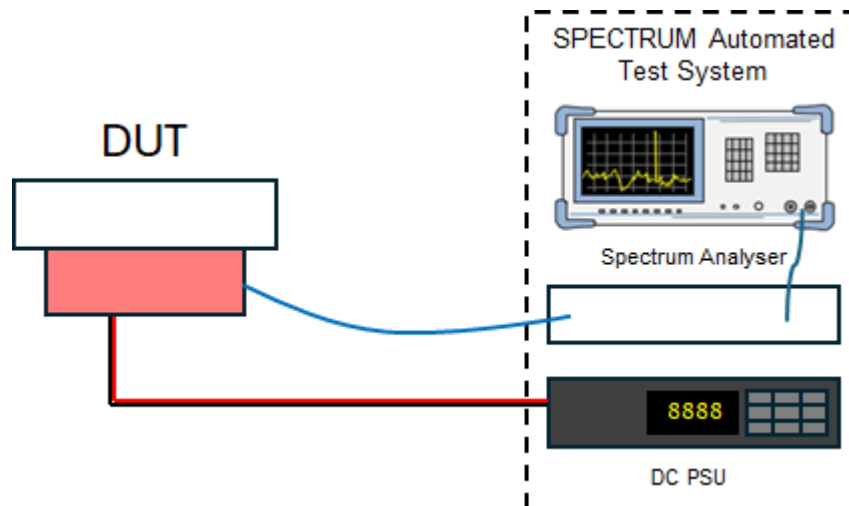 SPECTRUM Automated
Test System
DUT
Spectrum Analyser
8888
DC PSU